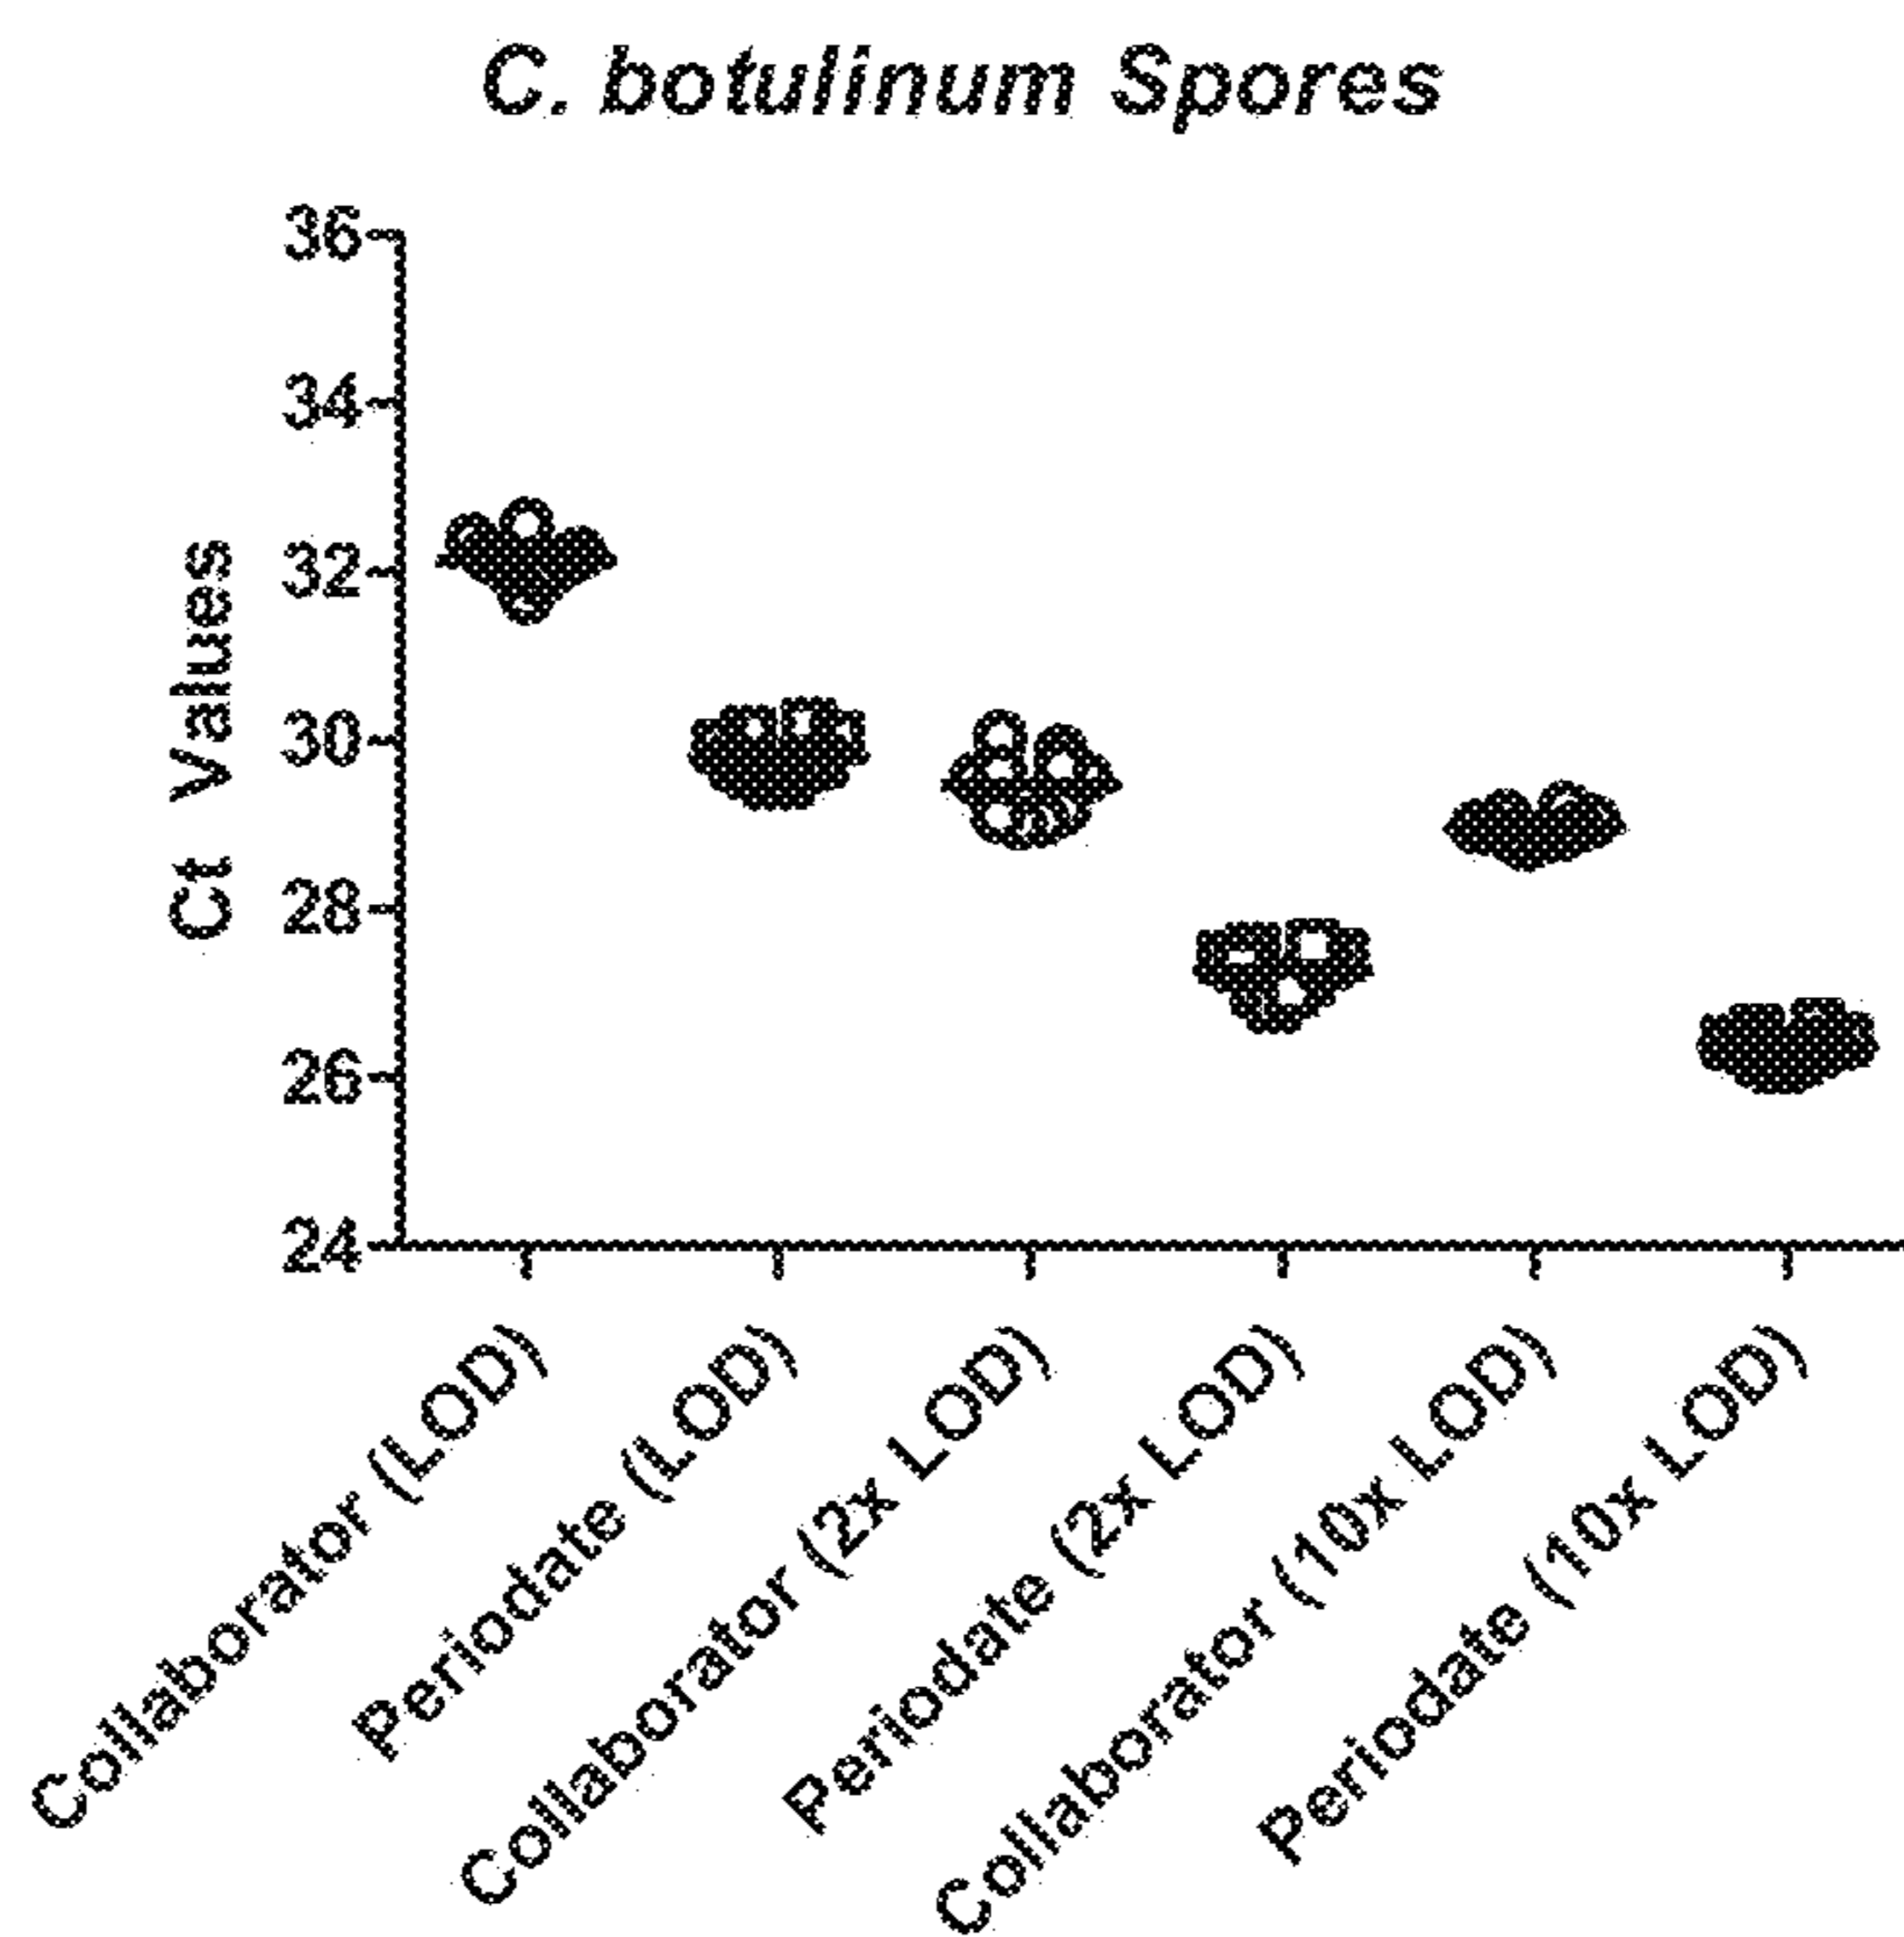 C. botulinum Spores
Ct Values
36
34
32
30
28
26
24
Collaborator (LOD)
Periodate (LOD)
Collaborator (2x LOD)
Periodate (2x LOD)
Collaborator (10x LOD)
Periodate (10x LOD)